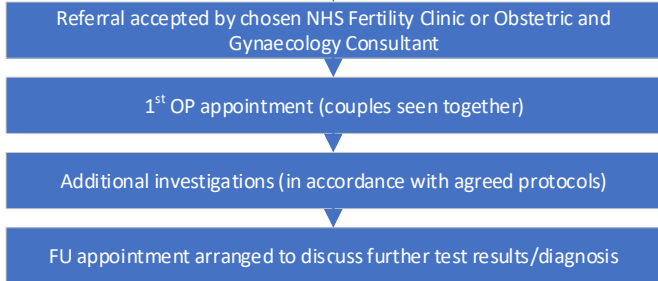 Referral accepted by chosen NHS Fertility Clinic or Obstetric and
Gynaecology Consultant
1st OP appointment (couples seen together)
Additional investigations (in accordance with agreed protocols)
FU appointment arranged to discuss further test results/diagnosis